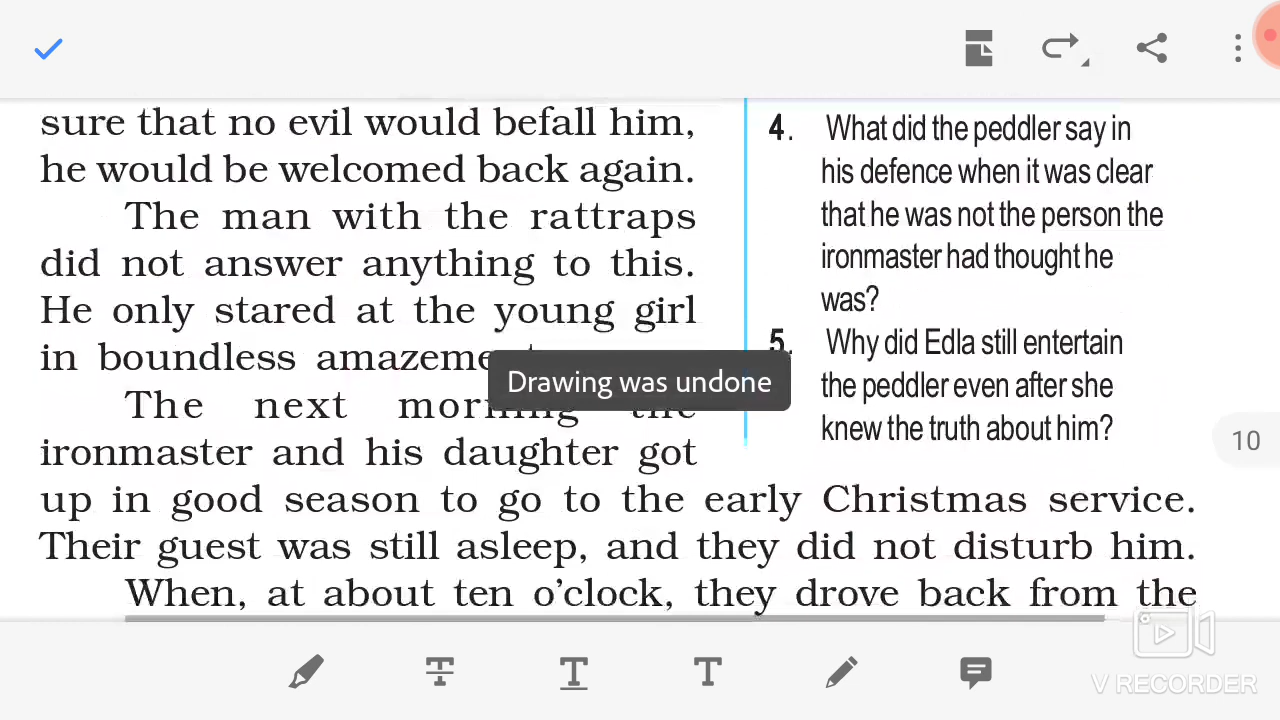 sure that no evil would befall him,
he would be welcomed back again.
The man with the rattraps
did not answer anything to this.
He only stared at the young girl
in boundless
The next morning the
ironmaster and his daughter got
up in good season to go to the early Christmas service.
Their guest was still asleep, and they did not disturb him.
When, at about ten o’clock, they drove back from the
4. What did the peddler say in
his defence when it was clear
that he was not the person the
ironmaster had thought he
was?
5. Why did Edla still entertain
the peddler even after she
knew the truth about him?
Drawing was undone
10
T T T
V RECORDER